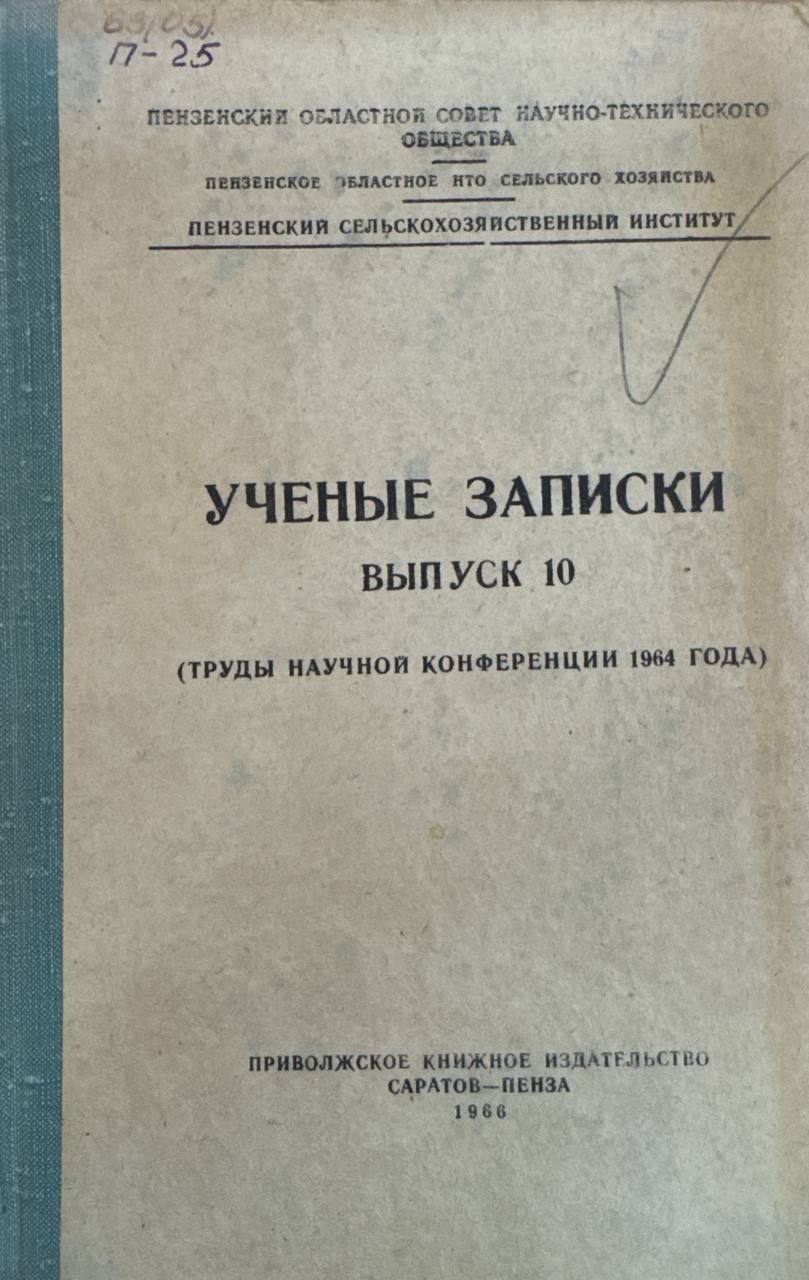 63(05).
П-25
ПЕНЗЕНСКИЙ ОБЛАСТНОЙ СОВЕТ НАУЧНО-ТЕХНИЧЕСКОГО
ОБЩЕСТВА
ПЕНЗЕНСКОЕ ОБЛАСТНОЕ НТО СЕЛЬСКОГО ХОЗЯЙСТВА
ПЕНЗЕНСКИЙ СЕЛЬСКОХОЗЯЙСТВЕННЫЙ ИНСТИТУТ
УЧЕНЫЕ ЗАПИСКИ
ВЫПУСК 10
(ТРУДЫ НАУЧНОЙ КОНФЕРЕНЦИИ 1964 ГОДА)
ПРИВОЛЖСКОЕ КНИЖНОЕ ИЗДАТЕЛЬСТВО
САРАТОВ—ПЕНЗА
1966